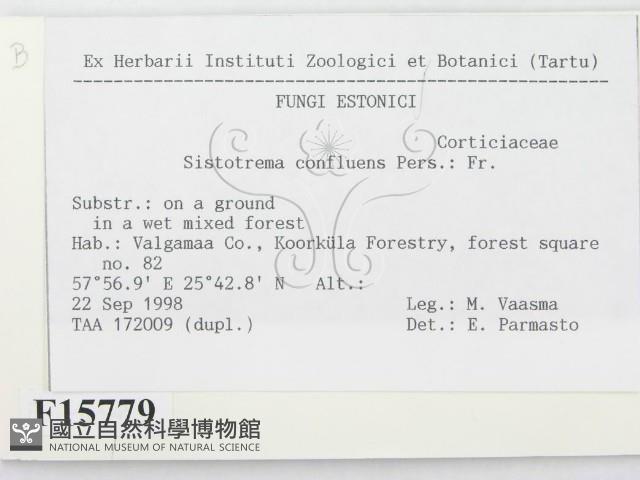 B
Ex Herbarii Instituti Zoologici et Botanici (Tartu)
FUNGI ESTONICI
Corticiaceae
Sistotrema confluens Pers.: Fr.
Substr.: on a ground
in a wet mixed forest
Hab.: Valgamaa Co., Koorküla Forestry, forest square
no. 82
57°56.9' E 25°42.8' N Alt.:
22 Sep 1998 Leg.: M. Vaasma
TAA 172009 (dupl.) Det.: E. Parmasto
F15779
國立自然科學博物館
NATIONAL MUSEUM OF NATURAL SCIENCE